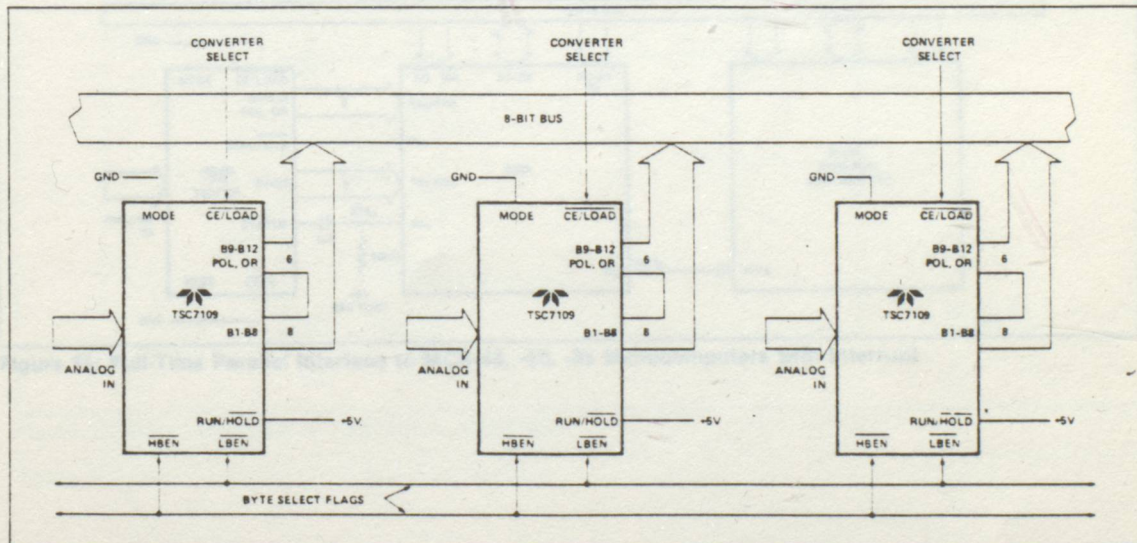 CONVERTER
SELECT
CONVERTER
SELECT
CONVERTER
SELECT
8-BIT BUS
GND
MODE
CE/LOAD
B9-B12
POL, OR
6
TSC7109
B1-B8
8
ANALOG
IN
RUN/HOLD
+5V
HBEN
LBEN
GND
MODE
CE/LOAD
B9-B12
POL, OR
6
TSC7109
B1-B8
8
ANALOG
IN
RUN/HOLD
+5V
HBEN
LBEN
GND
MODE
CE/LOAD
B9-B12
POL, OR
6
TSC7109
B1-B8
8
ANALOG
IN
RUN/HOLD
+5V
HBEN
LBEN
BYTE SELECT FLAGS